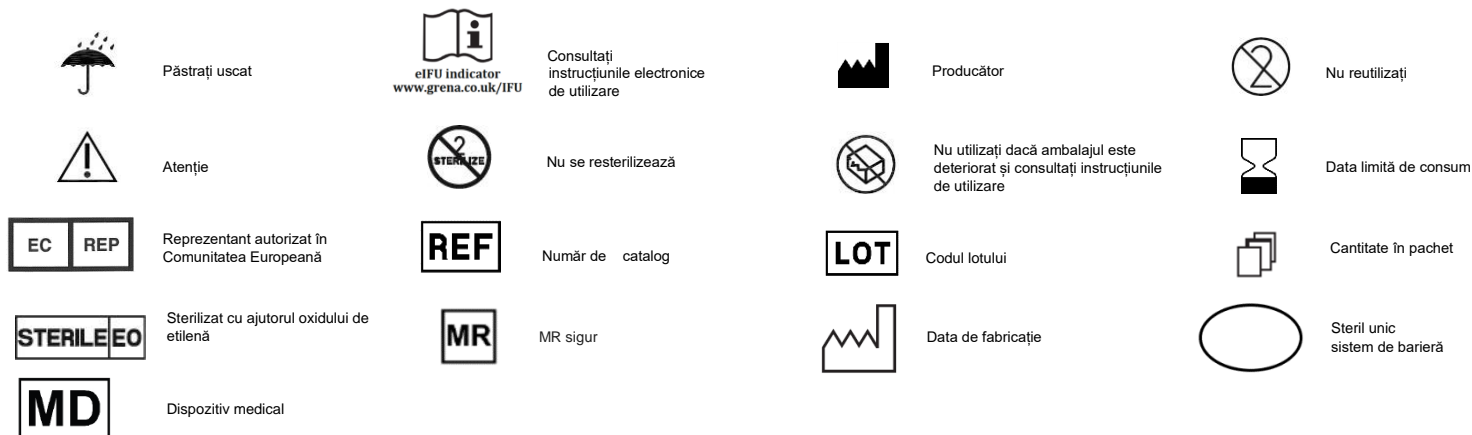 Păstrați uscat
i
eIFU indicator
www.grena.co.uk/IFU
Consultați
instrucțiunile electronice
de utilizare
Producător
2
Nu reutilizați
Atenție
2
STERILIZE
Nu se resterilizează
Nu utilizați dacă ambalajul este
deteriorat și consultați instrucțiunile
de utilizare
Data limită de consum
EC REP
Reprezentant autorizat în
Comunitatea Europeană
REF
Număr de catalog
LOT
Codul lotului
Cantitate în pachet
STERILE EO
Sterilizat cu ajutorul oxidului de
etilenă
MR
MR sigur
Data de fabricație
Steril unic
sistem de barieră
MD
Dispozitiv medical